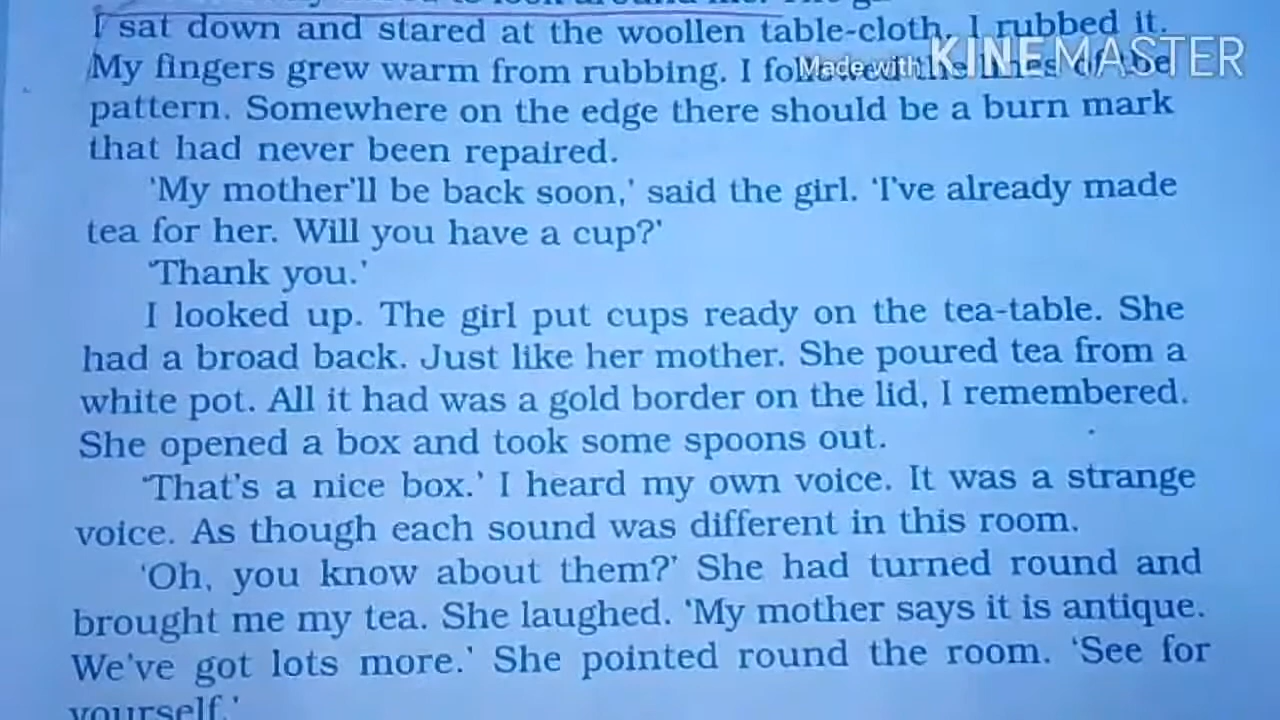 I sat down and stared at the woollen table-cloth. I rubbed it.
My fingers grew warm from rubbing. I followed the lines of the
Made with KINEMASTER
pattern. Somewhere on the edge there should be a burn mark
that had never been repaired.
'My mother'll be back soon,' said the girl. 'I've already made
tea for her. Will you have a cup?'
'Thank you.'
I looked up. The girl put cups ready on the tea-table. She
had a broad back. Just like her mother. She poured tea from a
white pot. All it had was a gold border on the lid, I remembered.
She opened a box and took some spoons out.
'That's a nice box.' I heard my own voice. It was a strange
voice. As though each sound was different in this room.
'Oh, you know about them?' She had turned round and
brought me my tea. She laughed. 'My mother says it is antique.
We've got lots more.' She pointed round the room. 'See for
yourself.'